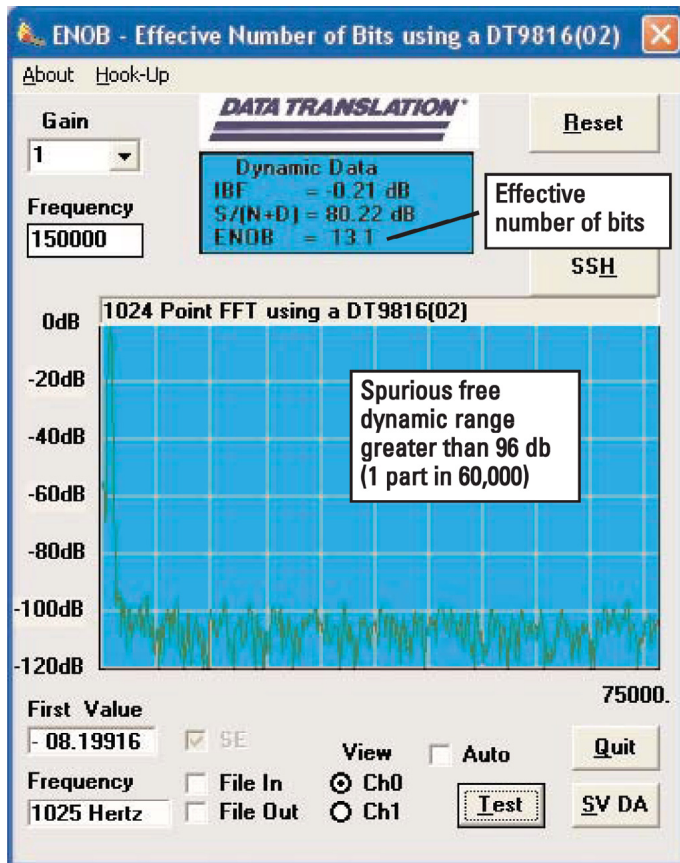 ENOB - Effecive Number of Bits using a DT9816(02)
About Hook-Up
Gain
1
Frequency
150000
DATA TRANSLATION
Dynamic Data
IBF = -0.21 dB
S/(N+D) = 80.22 dB
ENOB = 13.1
Reset
Effective
number of bits
SSH
1024 Point FFT using a DT9816(02)
0dB
-20dB
-40dB
-60dB
-80dB
-100dB
-120dB
Spurious free
dynamic range
greater than 96 db
(1 part in 60,000)
75000.
First Value
- 08.19916
SE
Frequency
1025 Hertz
File In
File Out
View
Ch0
Ch1
Auto
Test
Quit
SV DA